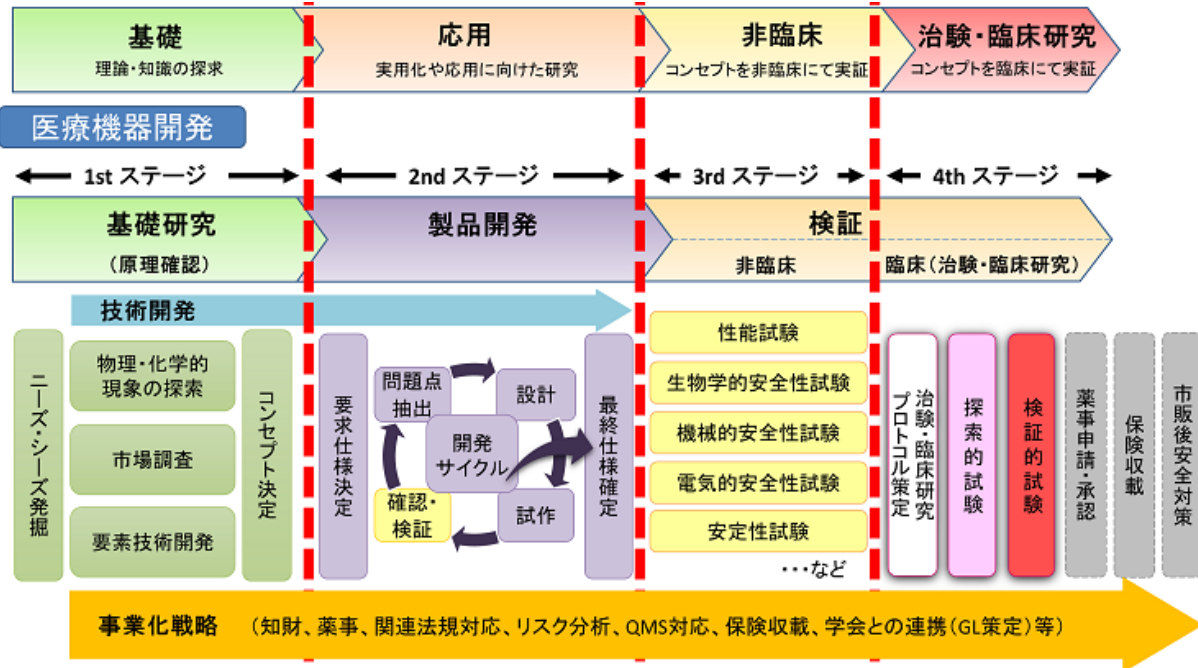 基礎
理論・知識の探求
応用
実用化や応用に向けた研究
非臨床
コンセプトを非臨床にて実証
治験・臨床研究
コンセプトを臨床にて実証
医療機器開発
1st ステージ
2nd ステージ
3rd ステージ
4th ステージ
基礎研究
（原理確認）
製品開発
検証
非臨床
臨床（治験・臨床研究）
技術開発
ニーズ・シーズ発掘
物理・化学的
現象の探索
市場調査
要素技術開発
コンセプト決定
要求仕様決定
問題点
抽出
設計
開発
サイクル
確認・
検証
試作
最終仕様確定
性能試験
生物学的安全性試験
機械的安全性試験
電気的安全性試験
安定性試験
・・・など
治験・臨床研究
プロトコル策定
探索的試験
検証的試験
薬事申請・承認
保険収載
市販後安全対策
事業化戦略 （知財、薬事、関連法規対応、リスク分析、QMS対応、保険収載、学会との連携（GL策定）等）